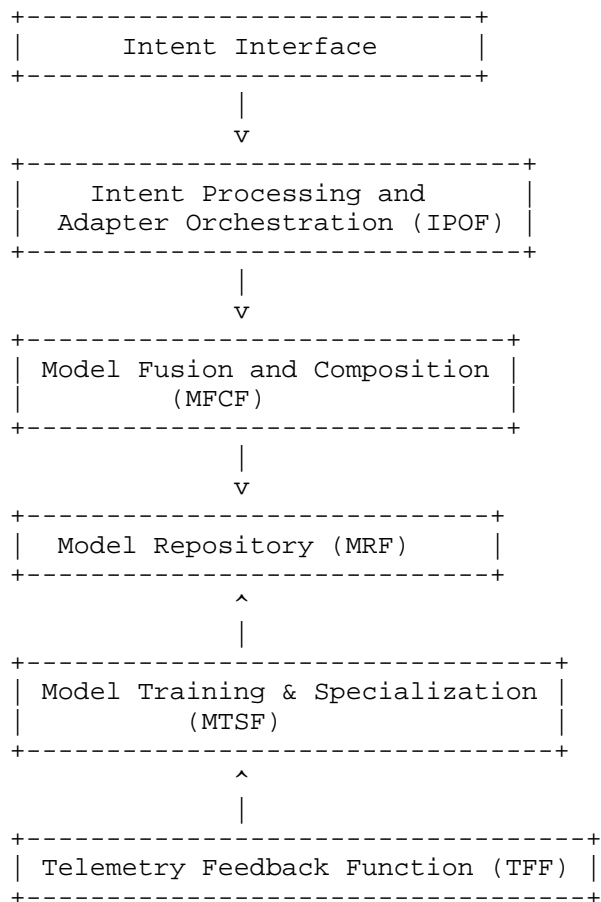 Intent Interface
v
Intent Processing and
Adapter Orchestration (IPOF)
v
Model Fusion and Composition
(MFCF)
v
Model Repository (MRF)
^
Model Training & Specialization
(MTSF)
^
Telemetry Feedback Function (TFF)